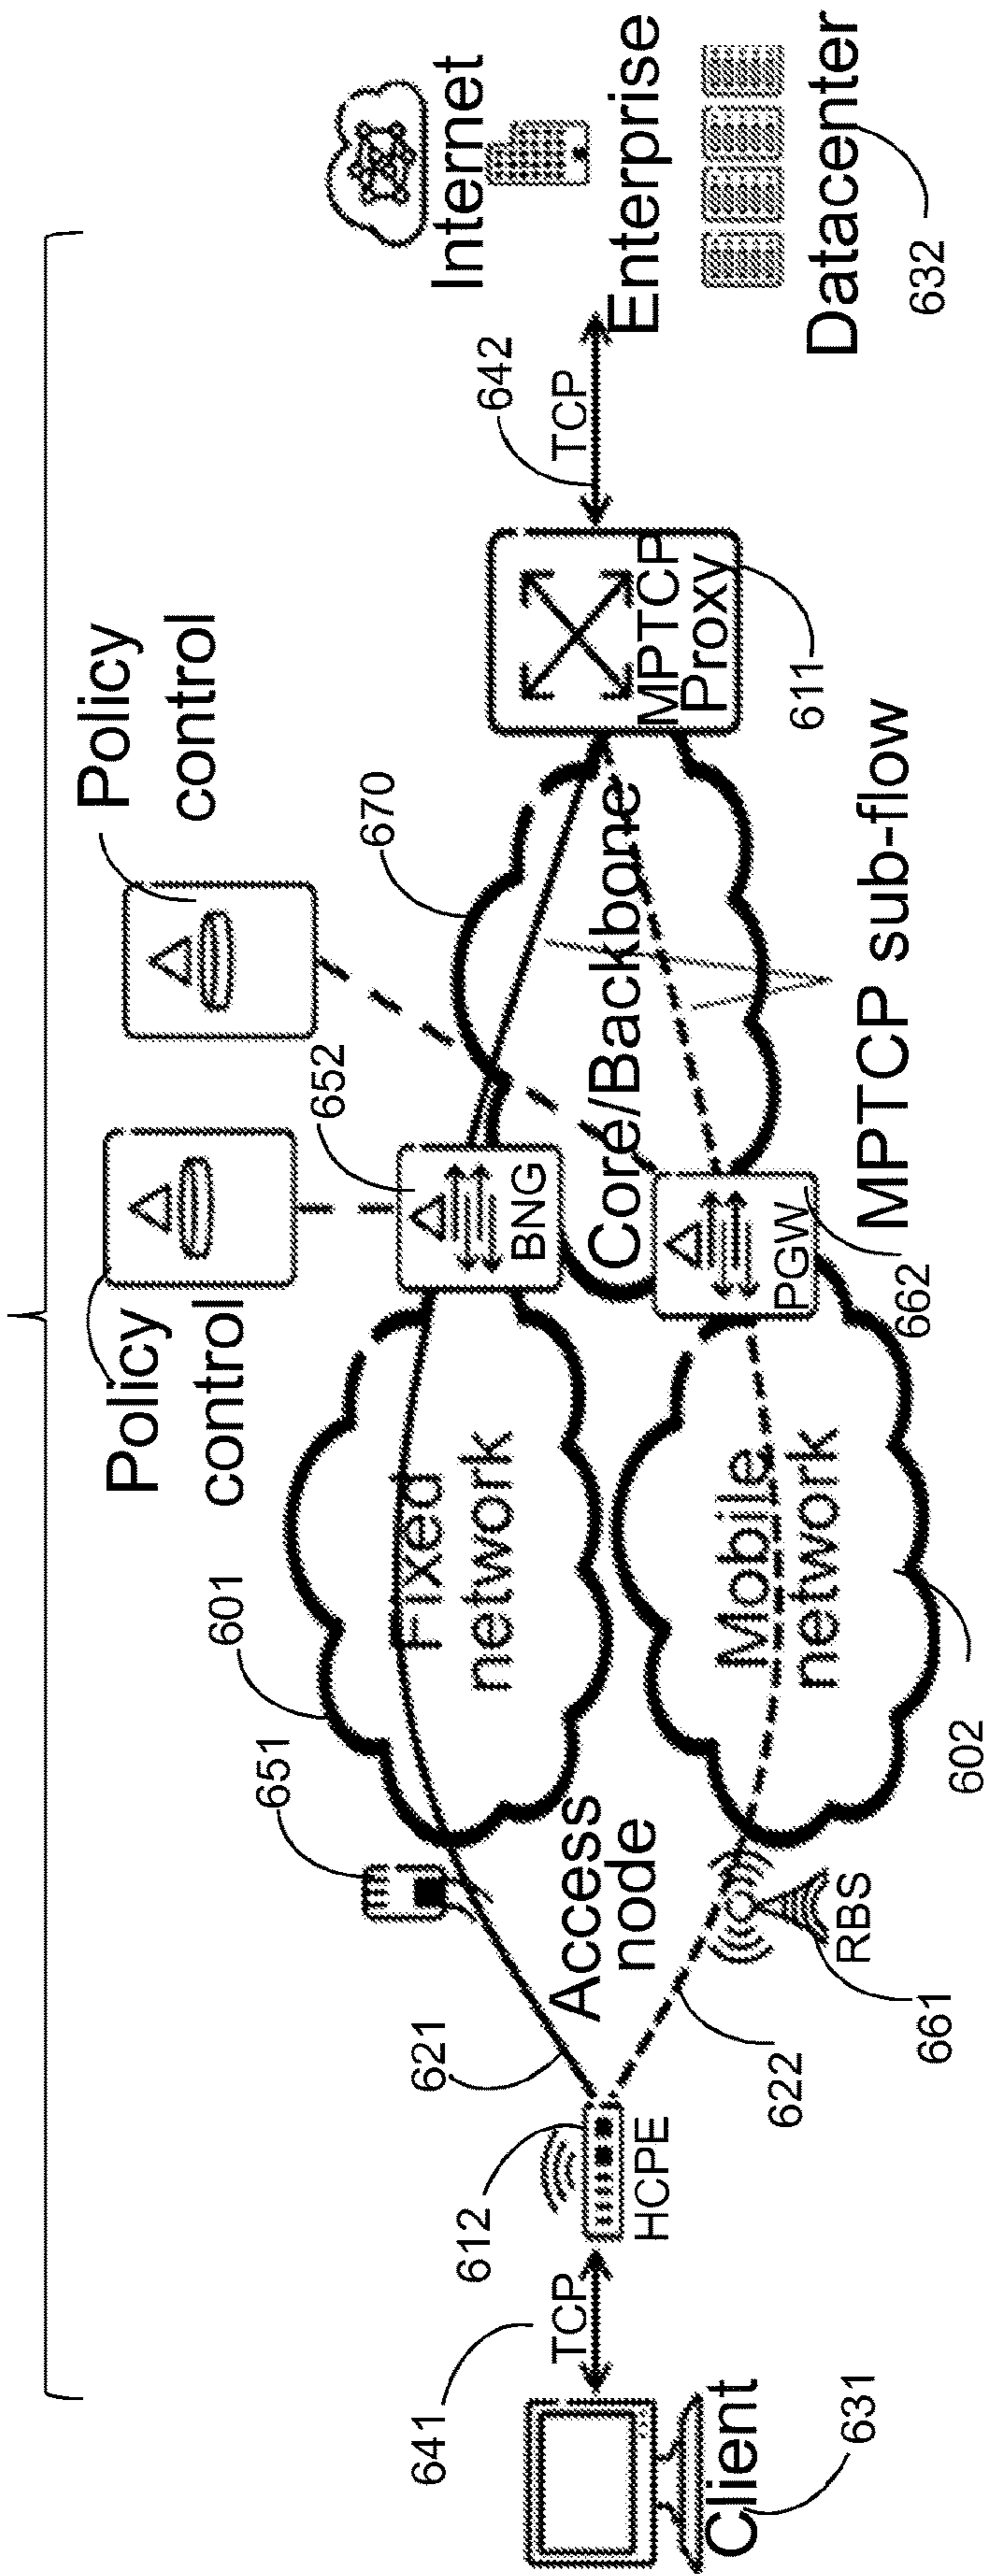 Policy
control
Policy
control
670
652
601
651
621
612
641
642
Internet
Enterprise
Datacenter
632
TCP
HCPE
Access
node
Fixed
network
BNG
Core/Backbone
MPTCP
Proxy
611
TCP
Client
631
622
661
RBS
Mobile
network
602
PGW
662
MPTCP sub-flow